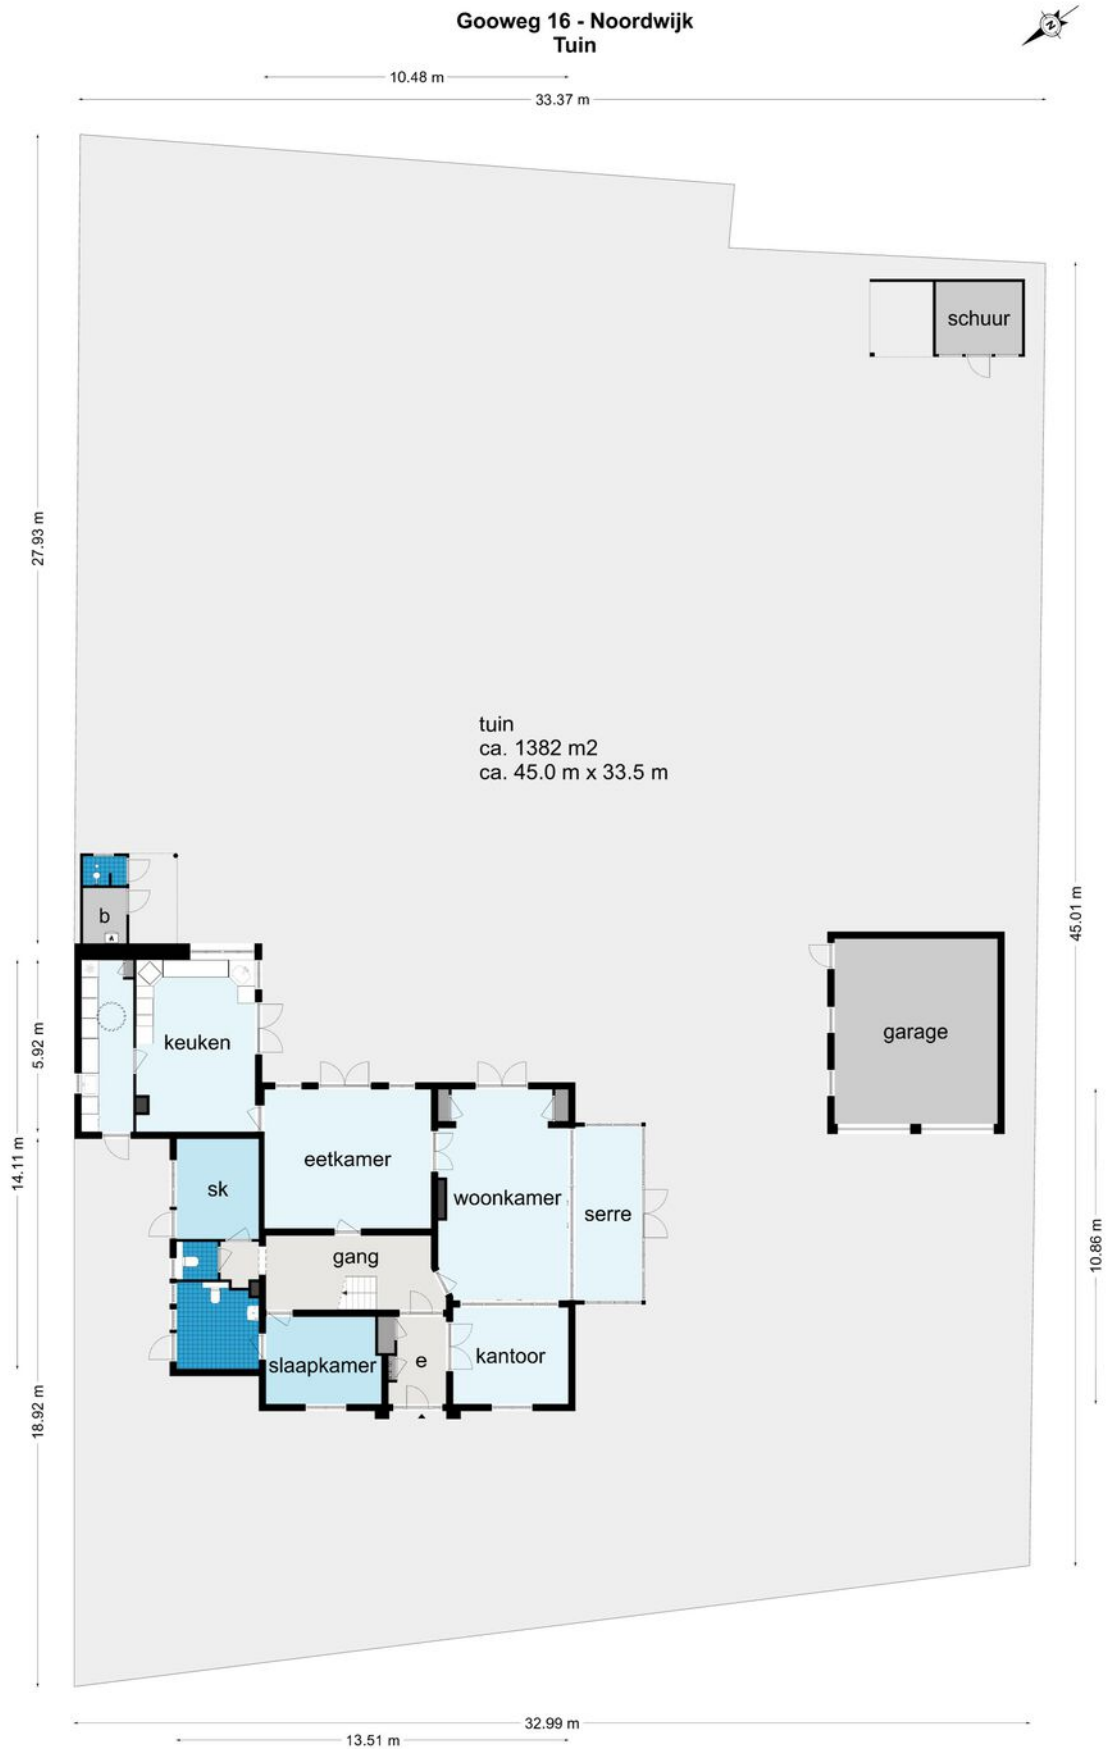 Gooweg 16 - Noordwijk
Tuin
N
10.48 m
33.37 m
schuur
27.93 m
tuin
ca. 1382 m2
ca. 45.0 m x 33.5 m
45.01 m
b
keuken
garage
5.92 m
14.11 m
eetkamer
sk
woonkamer
serre
gang
10.86 m
slaapkamer
e
kantoor
18.92 m
32.99 m
13.51 m